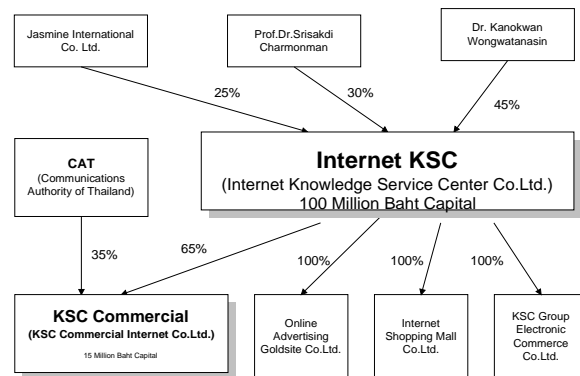 Jasmine International
Co. Ltd.
Prof.Dr.Srisakdi
Charmonman
Dr. Kanokwan
Wongwatanasin
25%
30%
45%
CAT
(Communications
Authority of Thailand)
Internet KSC
(Internet Knowledge Service Center Co.Ltd.)
100 Million Baht Capital
35%
65%
100%
100%
100%
KSC Commercial
(KSC Commercial Internet Co.Ltd.)
15 Million Baht Capital
Online
Advertising
Goldsite Co.Ltd.
Internet
Shopping Mall
Co.Ltd.
KSC Group
Electronic
Commerce
Co.Ltd.